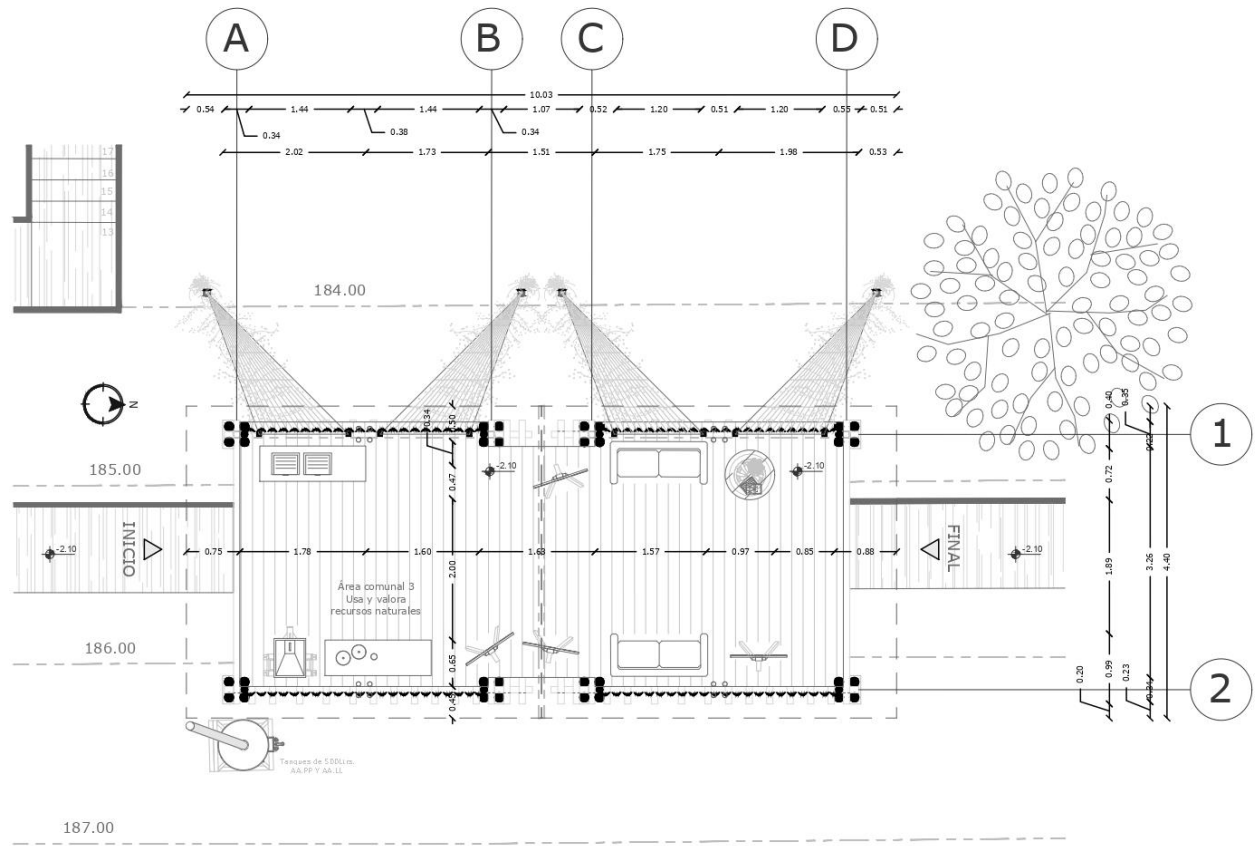 A B C D
10.03
0.54 1.44 1.44 1.07 0.52 1.20 0.51 1.20 0.55 0.51
0.34 0.38 0.34
2.02 1.73 1.51 1.75 1.98 0.53
17
16
15
14
13
184.00
N
0.34
0.50
0.40
0.35
0.22
1
185.00
-2.10
-2.10
0.47
0.72
INICIO
-2.10
0.75 1.78 1.60 1.63 1.57 0.97 0.85 0.88
2.00
FINAL
-2.10
1.89
3.26
4.40
Área comunal 3
Usa y valora
recursos naturales
186.00
0.65
0.45
0.20
0.99
0.23
2
Tanques de 500Ltrs.
AA.PP Y AA.LL
187.00